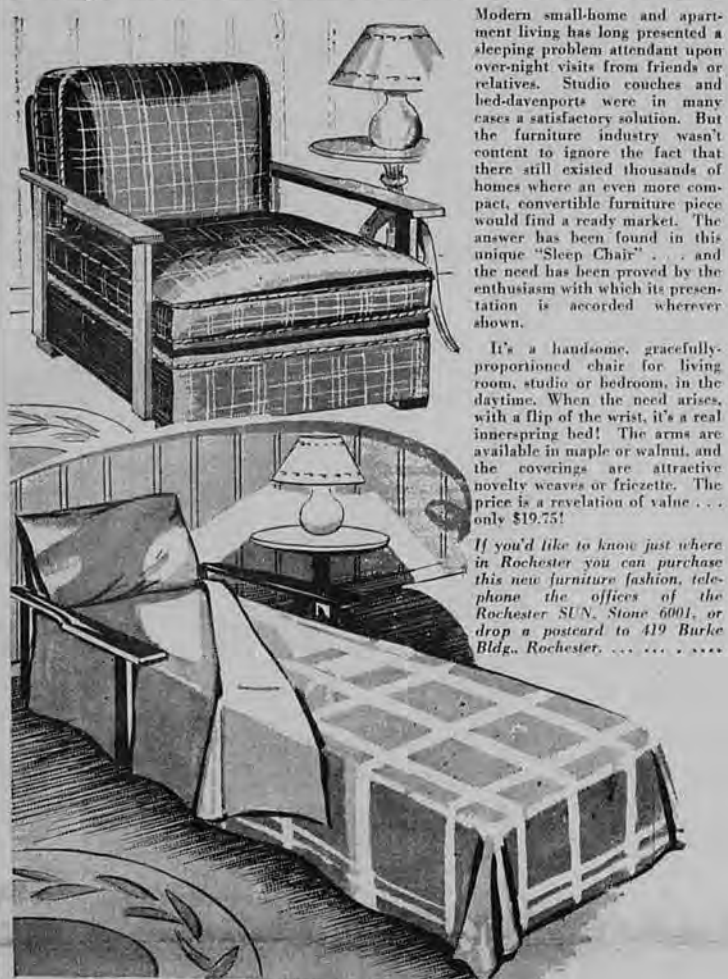 Modern small-home and apart-
ment living has long presented a
sleeping problem attendant upon
over-night visits from friends or
relatives. Studio couches and
bed-davenports were in many
cases a satisfactory solution. But
the furniture industry wasn't
content to ignore the fact that
there still existed thousands of
homes where an even more com-
pact, convertible furniture piece
would find a ready market. The
answer has been found in this
unique "Sleep Chair" . . and
the need has been proved by the
enthusiasm with which its presen-
tation is accorded wherever
shown.
It's a handsome, gracefully-
proportioned chair for living
room, studio or bedroom, in the
daytime. When the need arises,
with a flip of the wrist, it's a real
innerspring bed! The arms are
available in maple or walnut, and
the coverings are attractive
novelty weaves or friezette. The
price is a revelation of value . . .
only $19.75!
If you'd like to know just where
in Rochester you can purchase
this new furniture fashion, tele-
phone the offices of the
Rochester SUN, Stone 6001, or
drop a postcard to 419 Burke
Bldg., Rochester. ... ... . ....